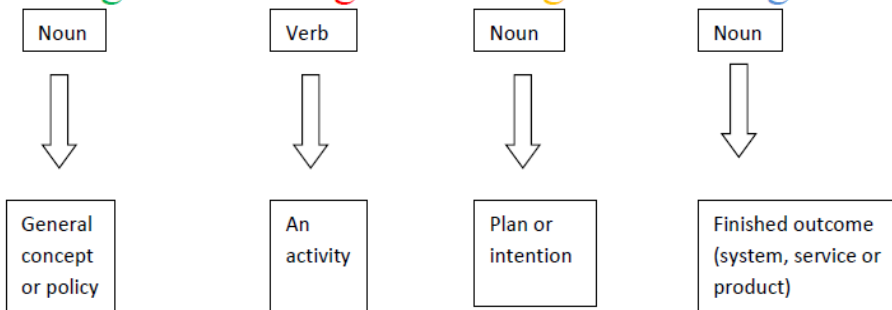 Noun
Verb
Noun
Noun
General
concept
or policy
An
activity
Plan or
intention
Finished outcome
(system, service or
product)